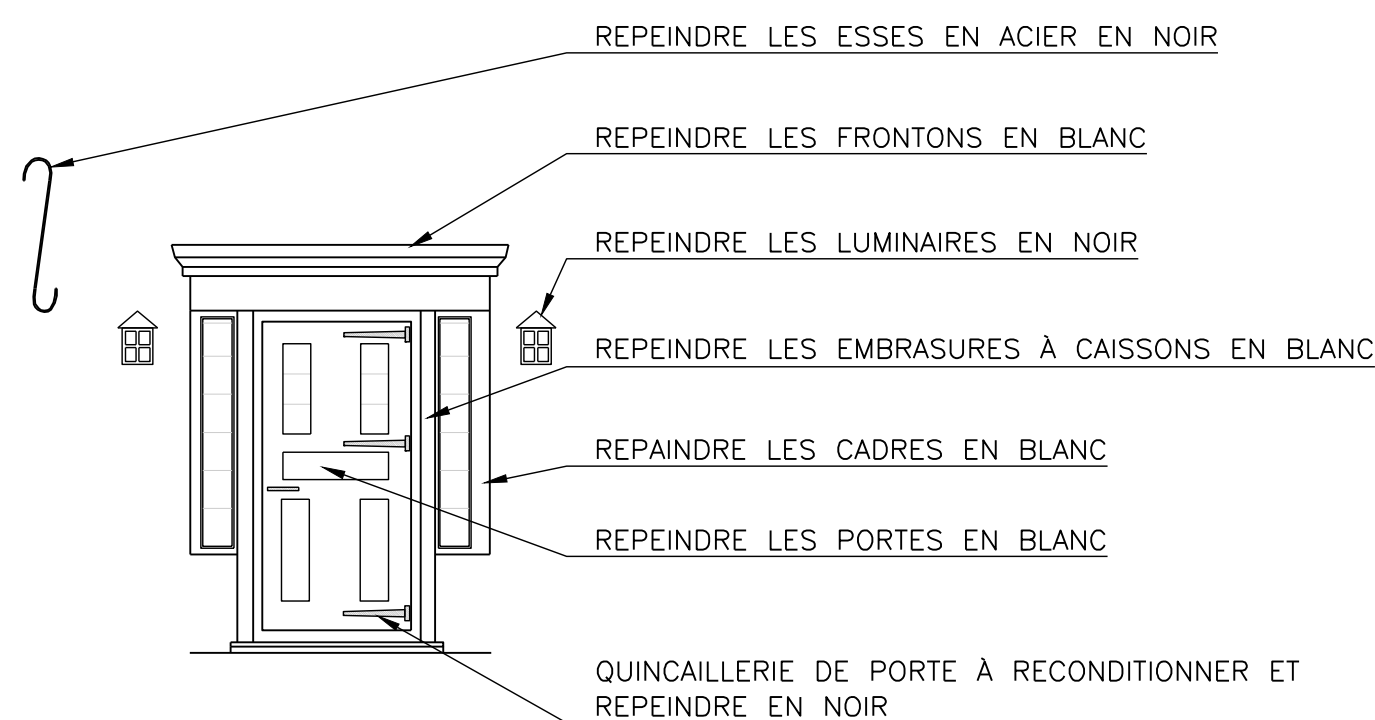 REPEINDRE LES ESSES EN ACIER EN NOIR
REPEINDRE LES FRONTONS EN BLANC
REPEINDRE LES LUMINAIRES EN NOIR
REPEINDRE LES EMBRASURES À CAISSONS EN BLANC
REPAINDRE LES CADRES EN BLANC
REPEINDRE LES PORTES EN BLANC
QUINCAILLERIE DE PORTE À RECONDITIONNER ET
REPEINDRE EN NOIR